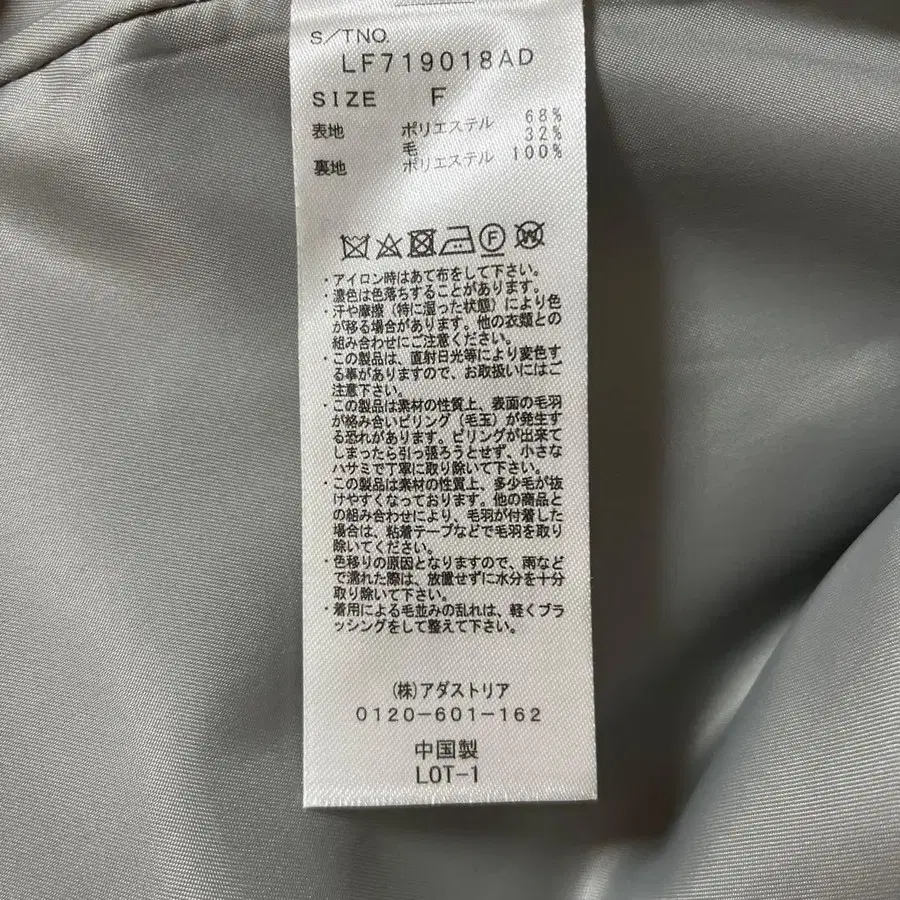 S/TNO.
LF719018AD
SIZE F
表地 ポリエステル 68%
毛 32%
裏地 ポリエステル 100%
F
W
・アイロン時はあて布をして下さい。
・濃色は色落ちすることがあります。
・汗や摩擦（特に湿った状態）により色
が移る場合があります。他の衣類との
組み合わせにご注意ください。
・この製品は、直射日光等により変色す
る事がありますので、お取扱いにはご
注意下さい。
・この製品は素材の性質上、表面の毛羽
が絡み合いピリング（毛玉）が発生す
る恐れがあります。ピリングが出来て
しまったら引っ張ろうとせず、小さな
ハサミで丁寧に取り除いて下さい。
・この製品は素材の性質上、多少毛が抜
けやすくなっております。他の商品と
の組み合わせにより、毛羽が付着した
場合は、粘着テープなどで毛羽を取り
除いてください。
・色移りの原因となりますので、雨など
で濡れた際は、放置せずに水分を十分
取り除いて下さい。
・着用による毛並みの乱れは、軽くブラ
ッシングをして整えて下さい。
(株)アダストリア
0120-601-162
中国製
LOT-1